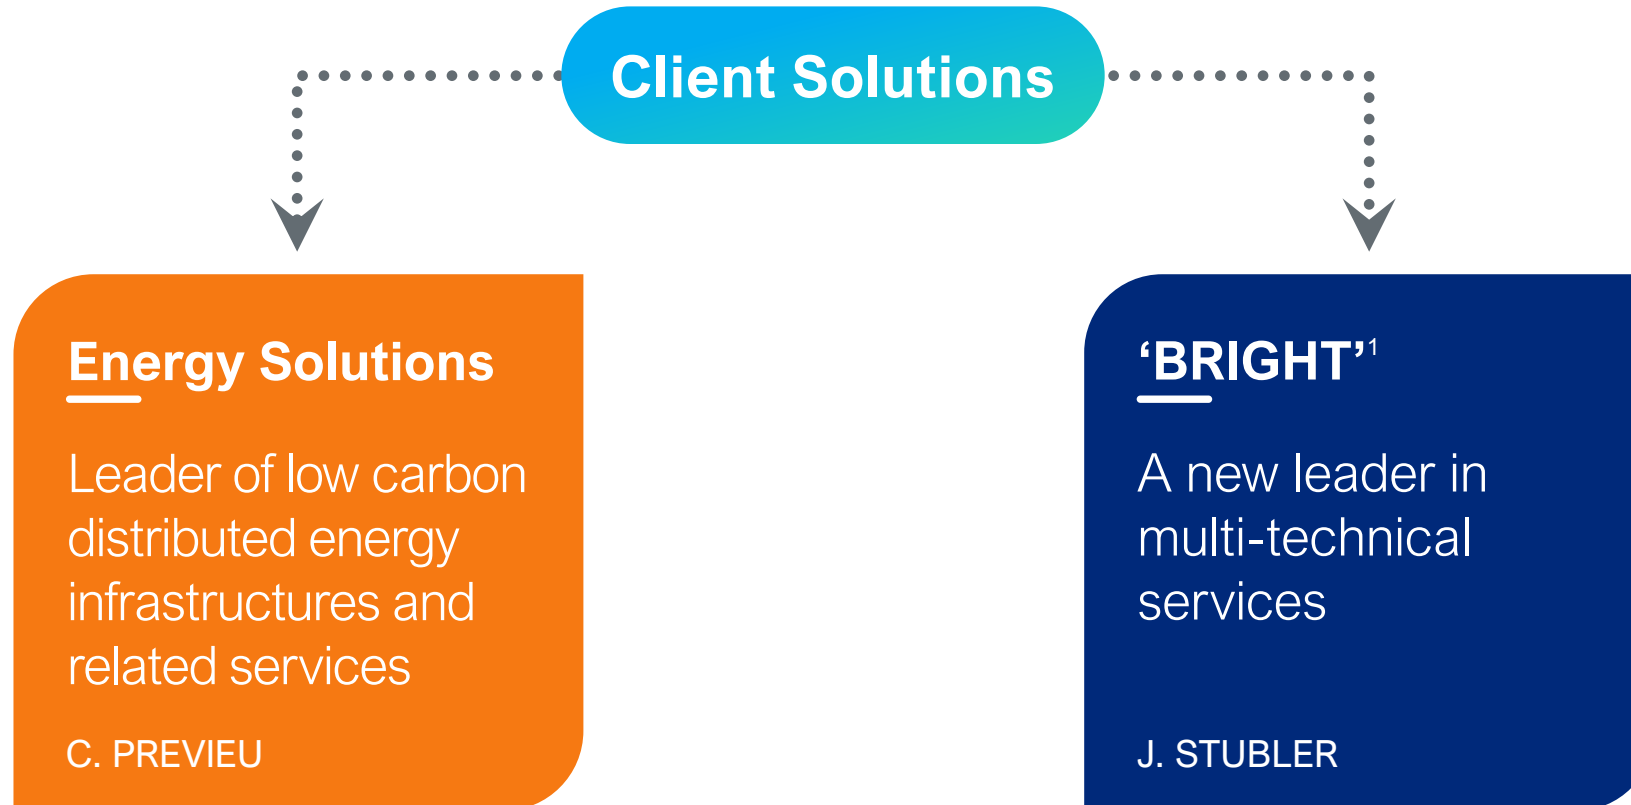 Client Solutions
Energy Solutions
Leader of low carbon
distributed energy
infrastructures and
related services
C. PREVIEU
‘BRIGHT’¹
A new leader in
multi-technical
services
J. STUBLER